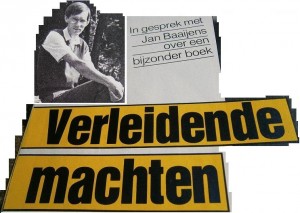 In gesprek met
Jan Baaijens
over een
bijzonder boek
Verleidende
machten